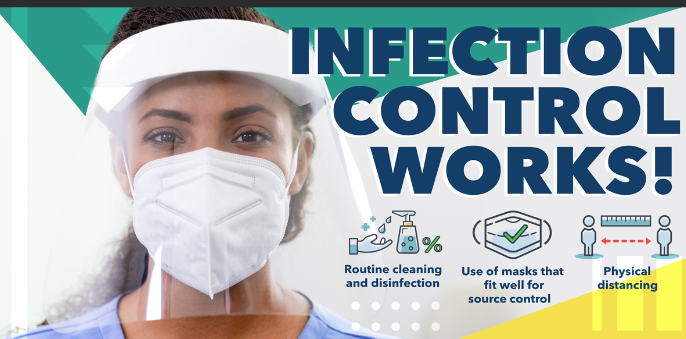 INFECTION
CONTROL
WORKS!
%
Routine cleaning
and disinfection
Use of masks that
fit well for
source control
Physical
distancing